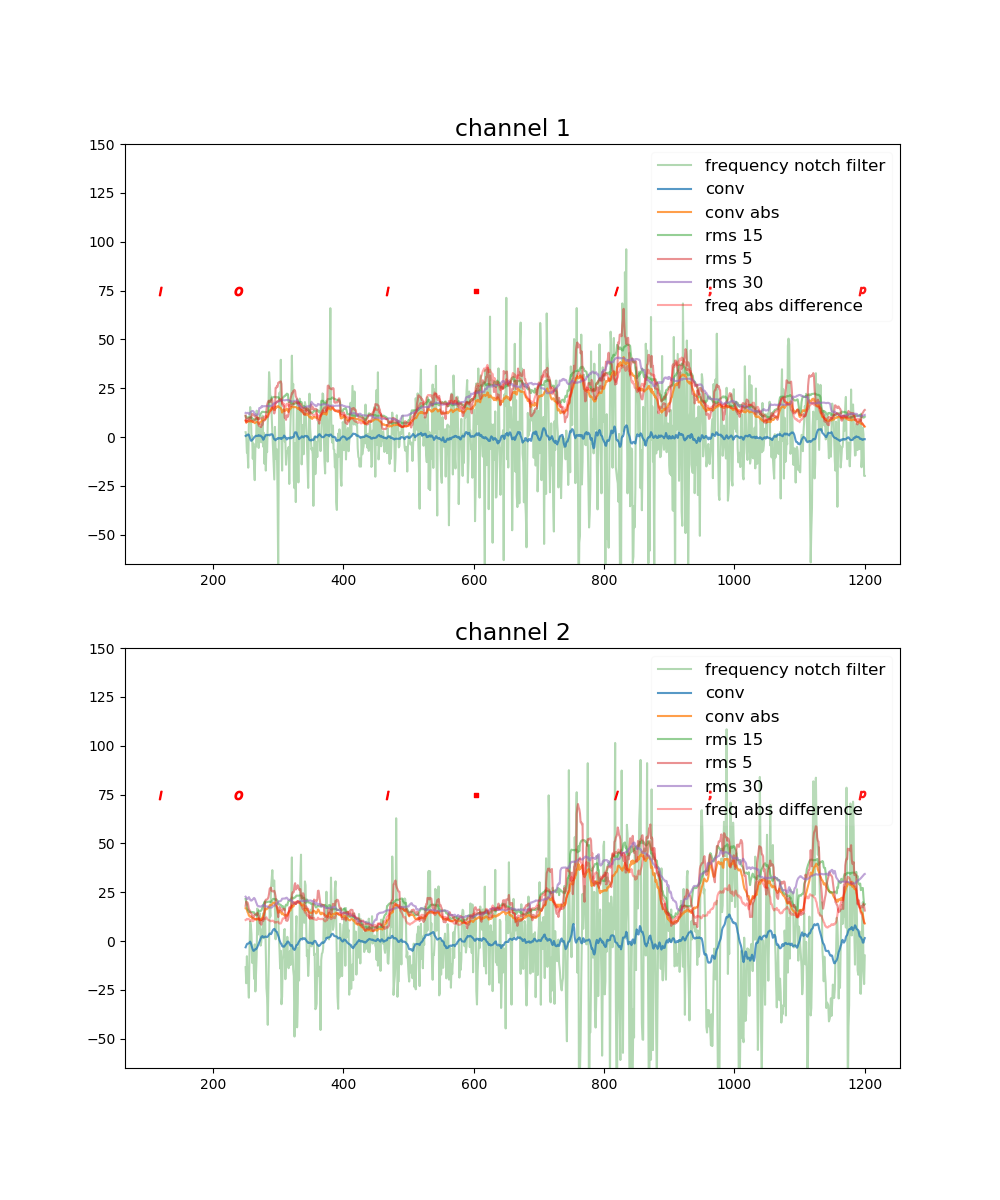 channel 1
150
125
100
75
50
25
0
−25
−50
frequency notch filter
conv
conv abs
rms 15
rms 5
rms 30
freq abs difference
l o l . l ; p
200 400 600 800 1000 1200
channel 2
150
125
100
75
50
25
0
−25
−50
frequency notch filter
conv
conv abs
rms 15
rms 5
rms 30
freq abs difference
l o l . l ; p
200 400 600 800 1000 1200